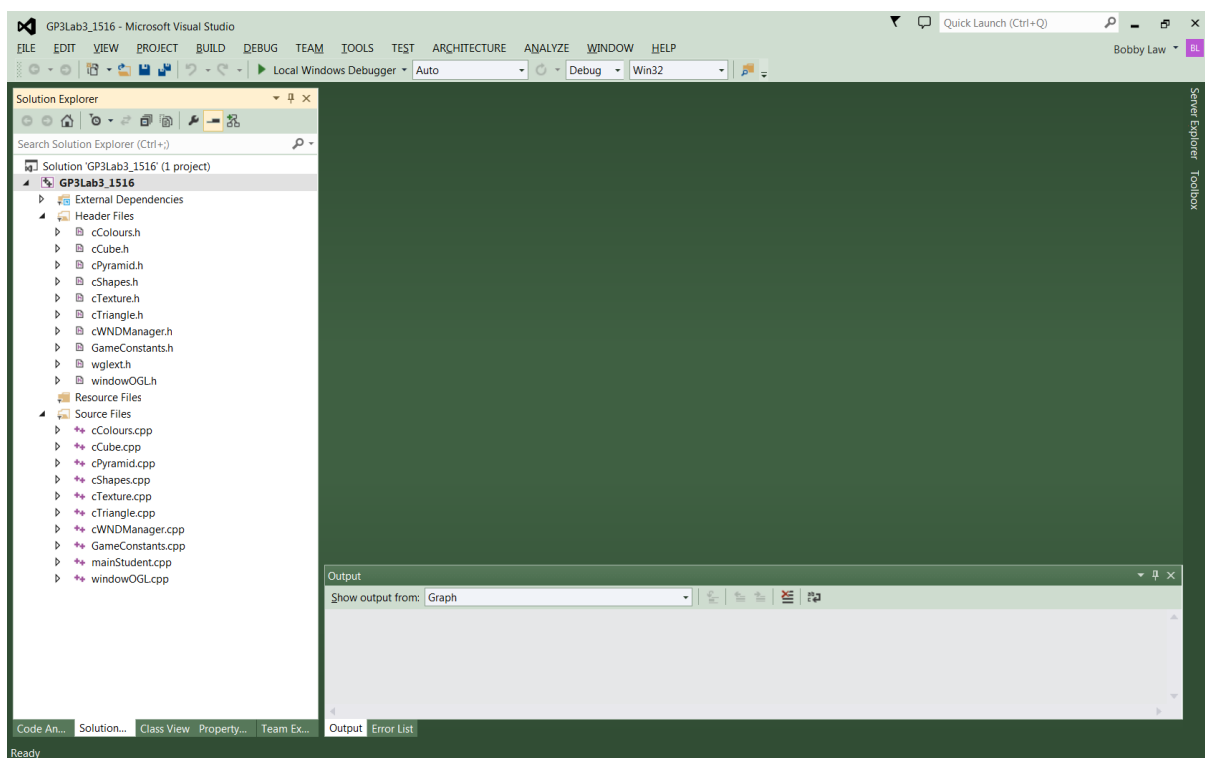 GP3Lab3_1516 - Microsoft Visual Studio
Quick Launch (Ctrl+Q)
FILE EDIT VIEW PROJECT BUILD DEBUG TEAM TOOLS TEST ARCHITECTURE ANALYZE WINDOW HELP
Bobby Law BL
Local Windows Debugger Auto Debug Win32
Solution Explorer
Search Solution Explorer (Ctrl+;)
Solution 'GP3Lab3_1516' (1 project)
GP3Lab3_1516
External Dependencies
Header Files
cColours.h
cCube.h
cPyramid.h
cShapes.h
cTexture.h
cTriangle.h
cWNDManager.h
GameConstants.h
wglext.h
windowOGL.h
Resource Files
Source Files
cColours.cpp
cCube.cpp
cPyramid.cpp
cShapes.cpp
cTexture.cpp
cTriangle.cpp
cWNDManager.cpp
GameConstants.cpp
mainStudent.cpp
windowOGL.cpp
Code An... Solution... Class View Property... Team Ex...
Output
Show output from: Graph
Output Error List
Server Explorer
Toolbox
Ready